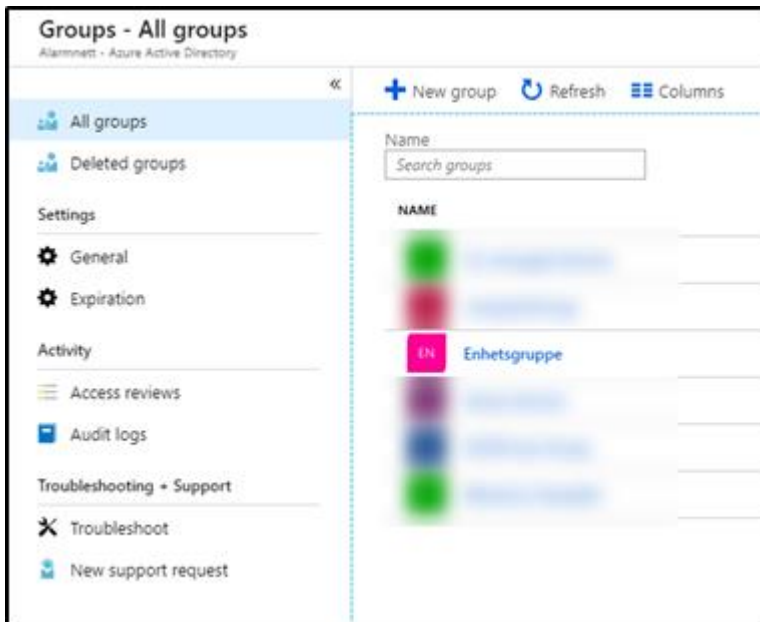 Groups - All groups
Alarmnett - Azure Active Directory
«
All groups
Deleted groups
Settings
General
Expiration
Activity
Access reviews
Audit logs
Troubleshooting + Support
Troubleshoot
New support request
New group Refresh Columns
Name
Search groups
NAME
EN Enhetsgruppe